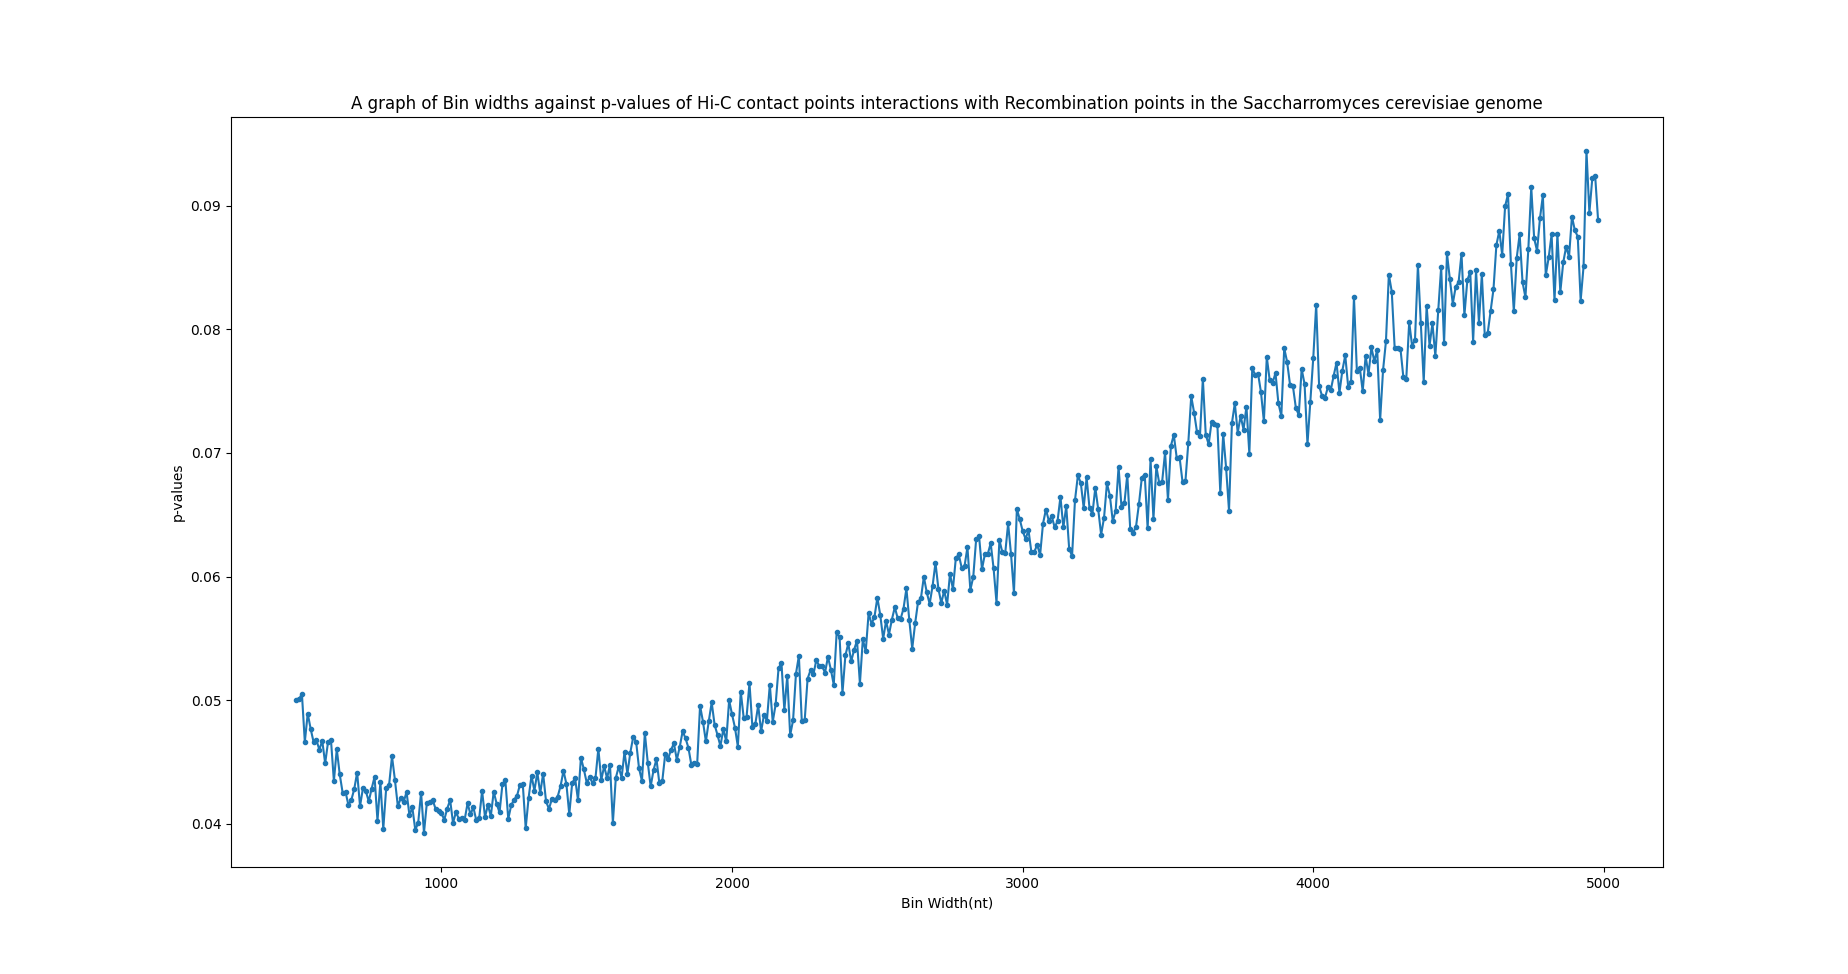 A graph of Bin widths against p-values of Hi-C contact points interactions with Recombination points in the Saccharromyces cerevisiae genome
0.09
0.08
0.07
0.06
0.05
0.04
p-values
1000 2000 3000 4000 5000
Bin Width(nt)